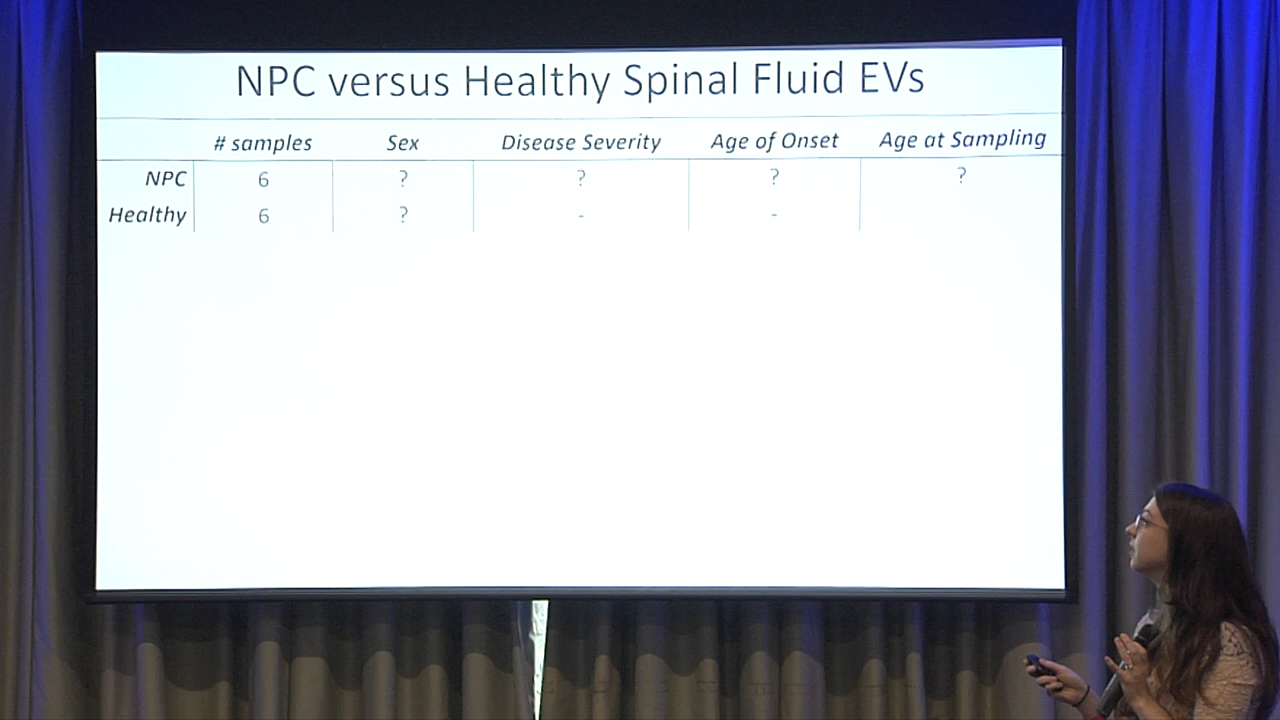 NPC versus Healthy Spinal Fluid EVs
# samples Sex Disease Severity Age of Onset Age at Sampling
NPC 6 ? ? ? ?
Healthy 6 ? - -